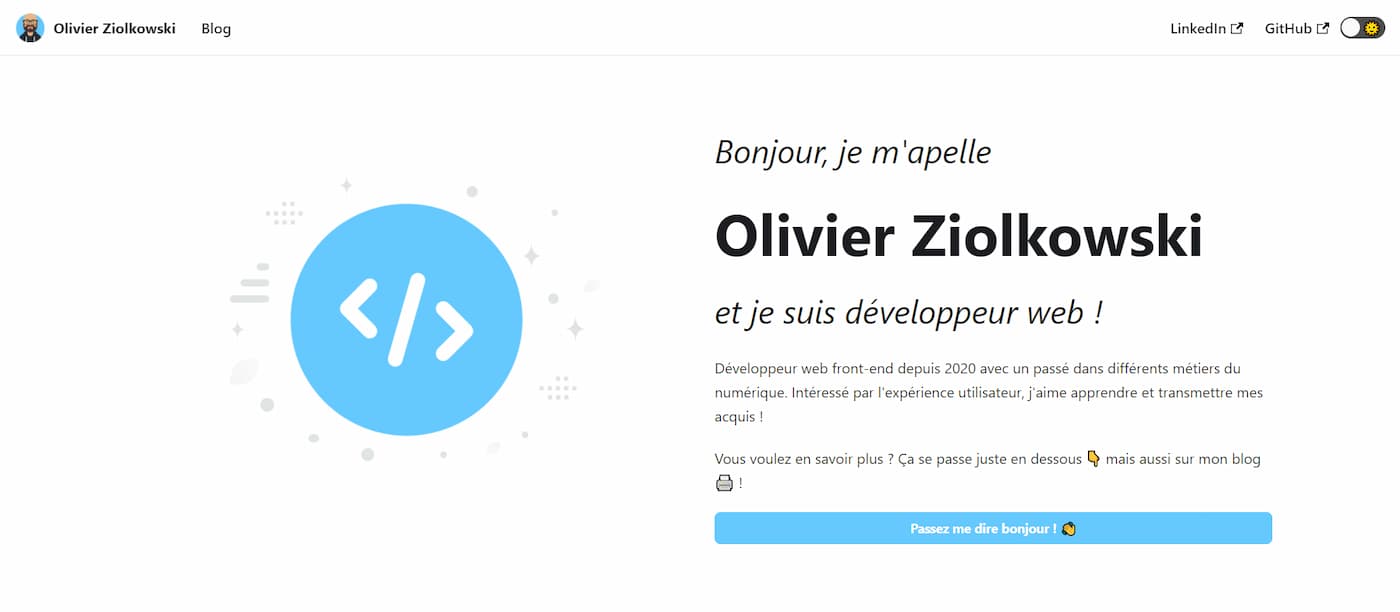 Olivier Ziolkowski
Blog
LinkedIn
GitHub
Bonjour, je m'apelle
Olivier Ziolkowski
et je suis développeur web !
Développeur web front-end depuis 2020 avec un passé dans différents métiers du
numérique. Intéressé par l'expérience utilisateur, j'aime apprendre et transmettre mes
acquis !
Vous voulez en savoir plus ? Ça se passe juste en dessous 👇 mais aussi sur mon blog
🖨 !
Passez me dire bonjour ! 👏